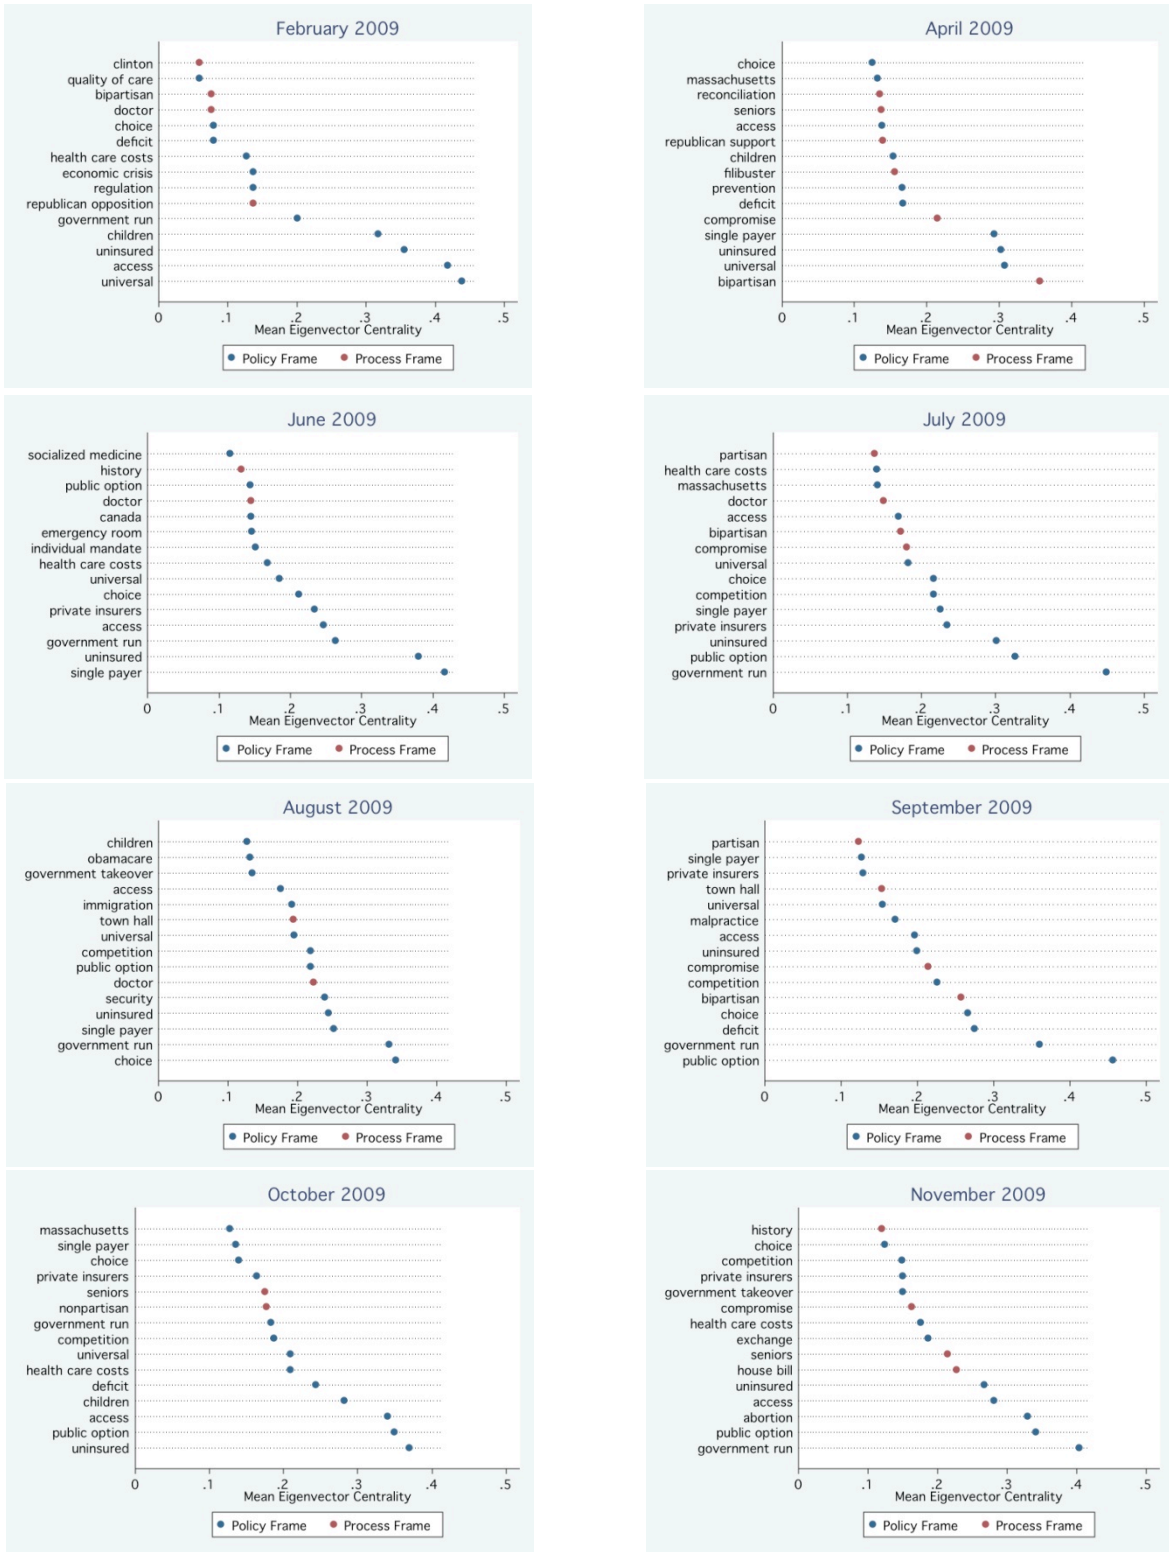 February 2009
clinton
quality of care
bipartisan
doctor
choice
deficit
health care costs
economic crisis
regulation
republican opposition
government run
children
uninsured
access
universal
0 .1 .2 .3 .4 .5
Mean Eigenvector Centrality
Policy Frame Process Frame
April 2009
choice
massachusetts
reconciliation
seniors
access
republican support
children
filibuster
prevention
deficit
compromise
single payer
uninsured
universal
bipartisan
0 .1 .2 .3 .4 .5
Mean Eigenvector Centrality
Policy Frame Process Frame
June 2009
socialized medicine
history
public option
doctor
canada
emergency room
individual mandate
health care costs
universal
choice
private insurers
access
government run
uninsured
single payer
0 .1 .2 .3 .4 .5
Mean Eigenvector Centrality
Policy Frame Process Frame
July 2009
partisan
health care costs
massachusetts
doctor
access
bipartisan
compromise
universal
choice
competition
single payer
private insurers
uninsured
public option
government run
0 .1 .2 .3 .4 .5
Mean Eigenvector Centrality
Policy Frame Process Frame
August 2009
children
obamacare
government takeover
access
immigration
town hall
universal
competition
public option
doctor
security
uninsured
single payer
government run
choice
0 .1 .2 .3 .4 .5
Mean Eigenvector Centrality
Policy Frame Process Frame
September 2009
partisan
single payer
private insurers
town hall
universal
malpractice
access
uninsured
compromise
competition
bipartisan
choice
deficit
government run
public option
0 .1 .2 .3 .4 .5
Mean Eigenvector Centrality
Policy Frame Process Frame
October 2009
massachusetts
single payer
choice
private insurers
seniors
nonpartisan
government run
competition
universal
health care costs
deficit
children
access
public option
uninsured
0 .1 .2 .3 .4 .5
Mean Eigenvector Centrality
Policy Frame Process Frame
November 2009
history
choice
competition
private insurers
government takeover
compromise
health care costs
exchange
seniors
house bill
uninsured
access
abortion
public option
government run
0 .1 .2 .3 .4 .5
Mean Eigenvector Centrality
Policy Frame Process Frame